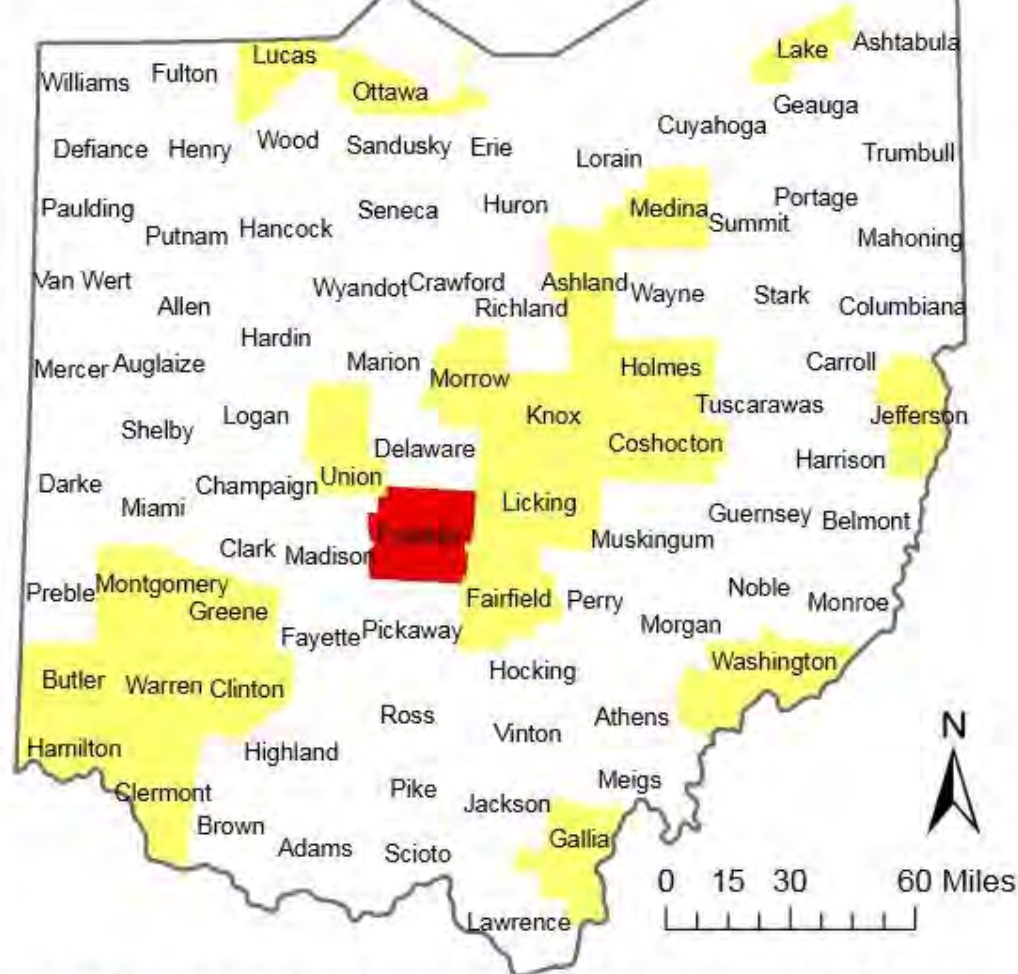 Lucas
Lake
Ashtabula
Williams
Fulton
Ottawa
Geauga
Cuyahoga
Defiance
Henry
Wood
Sandusky
Erie
Lorain
Trumbull
Paulding
Seneca
Huron
Medina
Portage
Summit
Putnam
Hancock
Mahoning
Van Wert
Wyandot
Crawford
Ashland
Wayne
Stark
Allen
Richland
Columbiana
Hardin
Mercer
Auglaize
Marion
Morrow
Holmes
Carroll
Tuscarawas
Shelby
Logan
Knox
Jefferson
Delaware
Coshocton
Harrison
Darke
Champaign
Union
Miami
Licking
Guernsey
Belmont
Franklin
Muskingum
Clark
Madison
Preble
Montgomery
Greene
Fairfield
Perry
Noble
Monroe
Fayette
Pickaway
Morgan
Hocking
Washington
Butler
Warren
Clinton
Ross
Vinton
Athens
Hamilton
Highland
N
Clermont
Pike
Jackson
Meigs
Brown
Gallia
Adams
Scioto
0 15 30 60 Miles
Lawrence